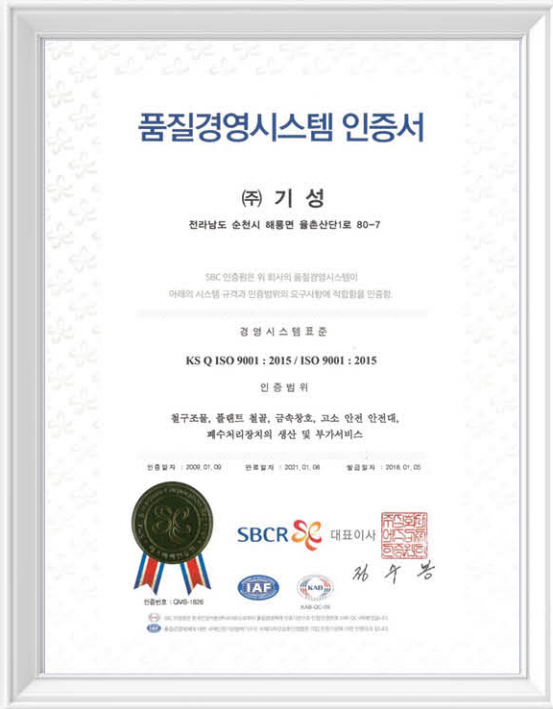 품질경영시스템 인증서
㈜ 기 성
전라남도 순천시 해룡면 율촌산단1로 80-7
SBC 인증원은 위 회사의 품질경영시스템이
아래의 시스템 규격과 인증범위의 요구사항에 적합함을 인증함.
경 영 시 스 템 표 준
KS Q ISO 9001 : 2015 / ISO 9001 : 2015
인 증 범 위
철구조물, 플랜트 철골, 금속창호, 고소 안전 안전대,
폐수처리장치의 생산 및 부가서비스
인증일자 : 2009. 01. 09 만료일자 : 2021. 01. 08 발급일자 : 2018. 01. 05
SBCR 대표이사
IAF KAB
KAB-QC-09
인증번호 : QMS-1826
IAF